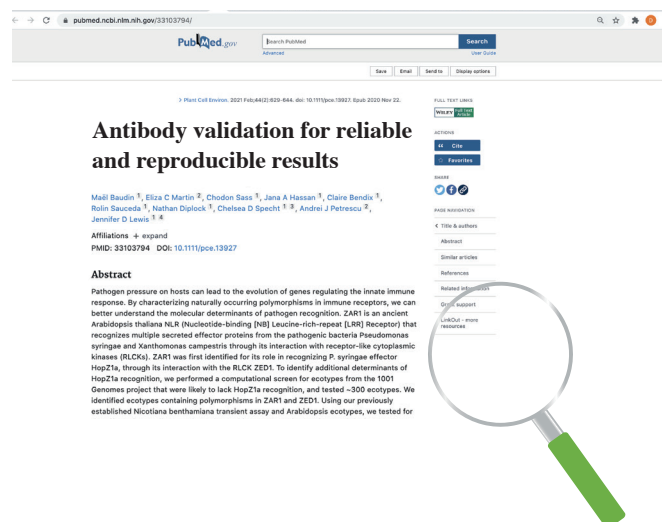 pubmed.ncbi.nlm.nih.gov/33103794/
PubMed.gov
Search PubMed
Search
Advanced
User Guide
Save
Email
Send to
Display options
> Plant Cell Environ. 2021 Feb;44(2):629-644. doi: 10.1111/pce.13927. Epub 2020 Nov 22.
Antibody validation for reliable
and reproducible results
Maël Baudin 1, Eliza C Martin 2, Chodon Sass 1, Jana A Hassan 1, Claire Bendix 1,
Rolin Sauceda 1, Nathan Diplock 1, Chelsea D Specht 1 3, Andrei J Petrescu 2,
Jennifer D Lewis 1 4
Affiliations + expand
PMID: 33103794 DOI: 10.1111/pce.13927
Abstract
Pathogen pressure on hosts can lead to the evolution of genes regulating the innate immune
response. By characterizing naturally occurring polymorphisms in immune receptors, we can
better understand the molecular determinants of pathogen recognition. ZAR1 is an ancient
Arabidopsis thaliana NLR (Nucleotide-binding [NB] Leucine-rich-repeat [LRR] Receptor) that
recognizes multiple secreted effector proteins from the pathogenic bacteria Pseudomonas
syringae and Xanthomonas campestris through its interaction with receptor-like cytoplasmic
kinases (RLCKs). ZAR1 was first identified for its role in recognizing P. syringae effector
HopZ1a, through its interaction with the RLCK ZED1. To identify additional determinants of
HopZ1a recognition, we performed a computational screen for ecotypes from the 1001
Genomes project that were likely to lack HopZ1a recognition, and tested ~300 ecotypes. We
identified ecotypes containing polymorphisms in ZAR1 and ZED1. Using our previously
established Nicotiana benthamiana transient assay and Arabidopsis ecotypes, we tested for
FULL TEXT LINKS
WILEY Full Text Article
ACTIONS
Cite
Favorites
SHARE
PAGE NAVIGATION
Title & authors
Abstract
Similar articles
References
Related information
Grant support
LinkOut - more
resources